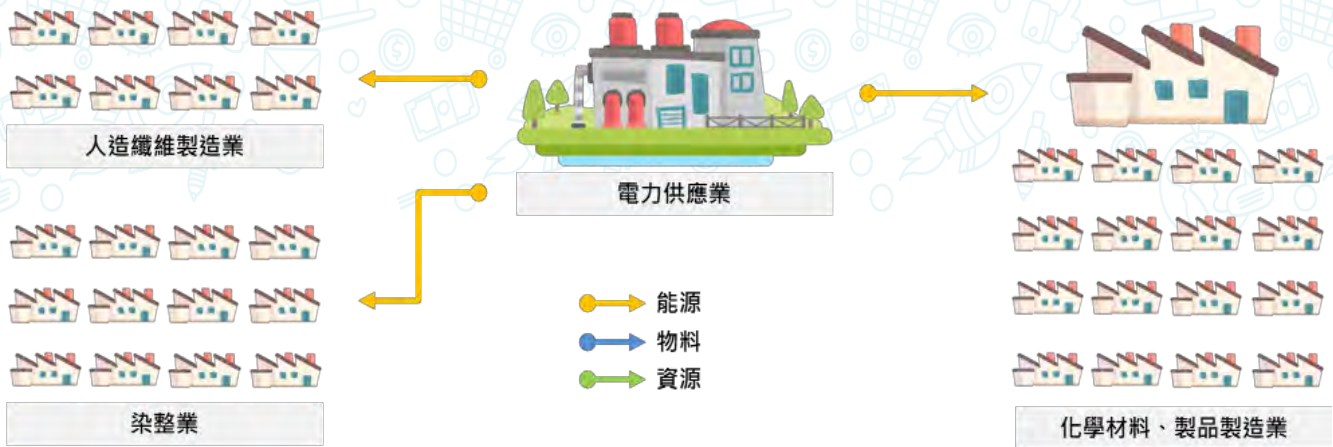 人造纖維製造業
電力供應業
染整業
能源
物料
資源
化學材料、製品製造業